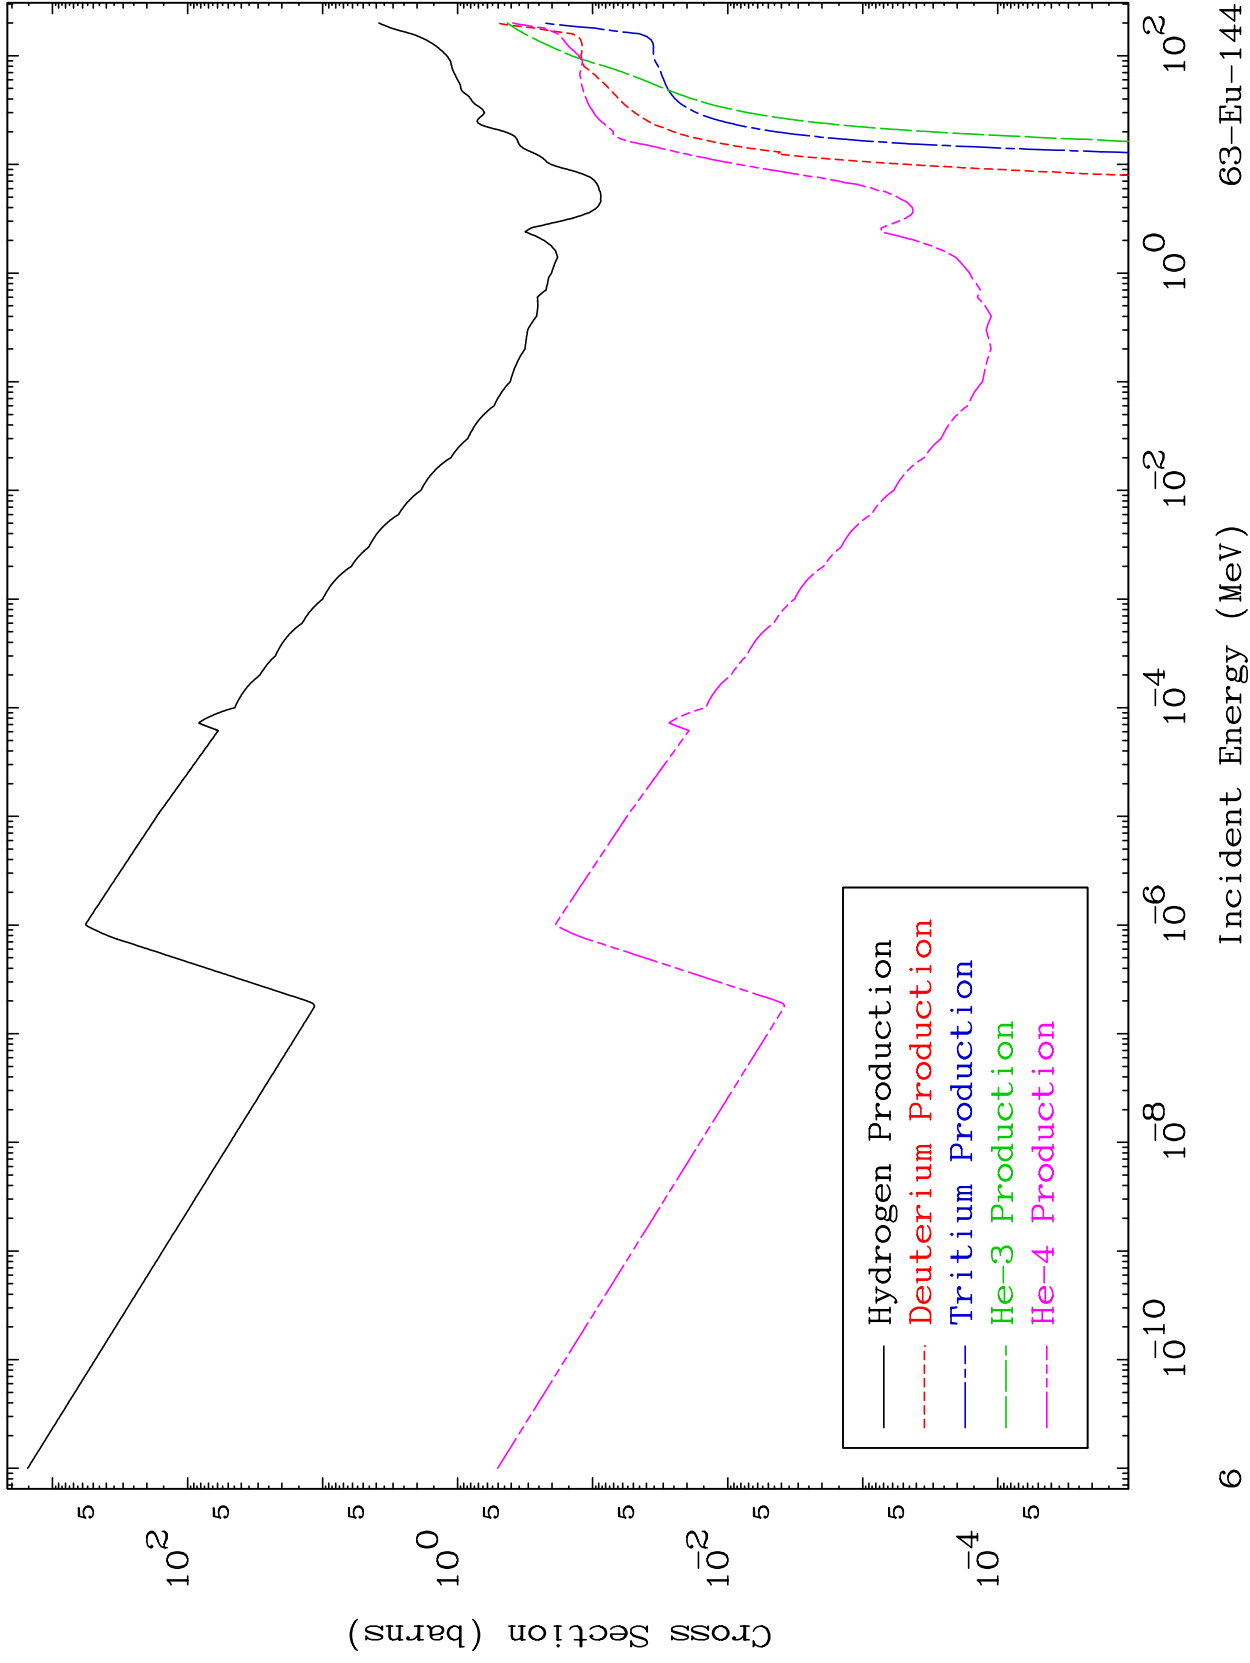 Cross Section (barns)
5
10^2
5
5
10^0
5
5
10^-2
5
5
10^-4
5
Hydrogen Production
Deuterium Production
Tritium Production
He-3 Production
He-4 Production
10^-10
10^-8
10^-6
10^-4
10^-2
10^0
10^2
6
Incident Energy (MeV)
63-Eu-144